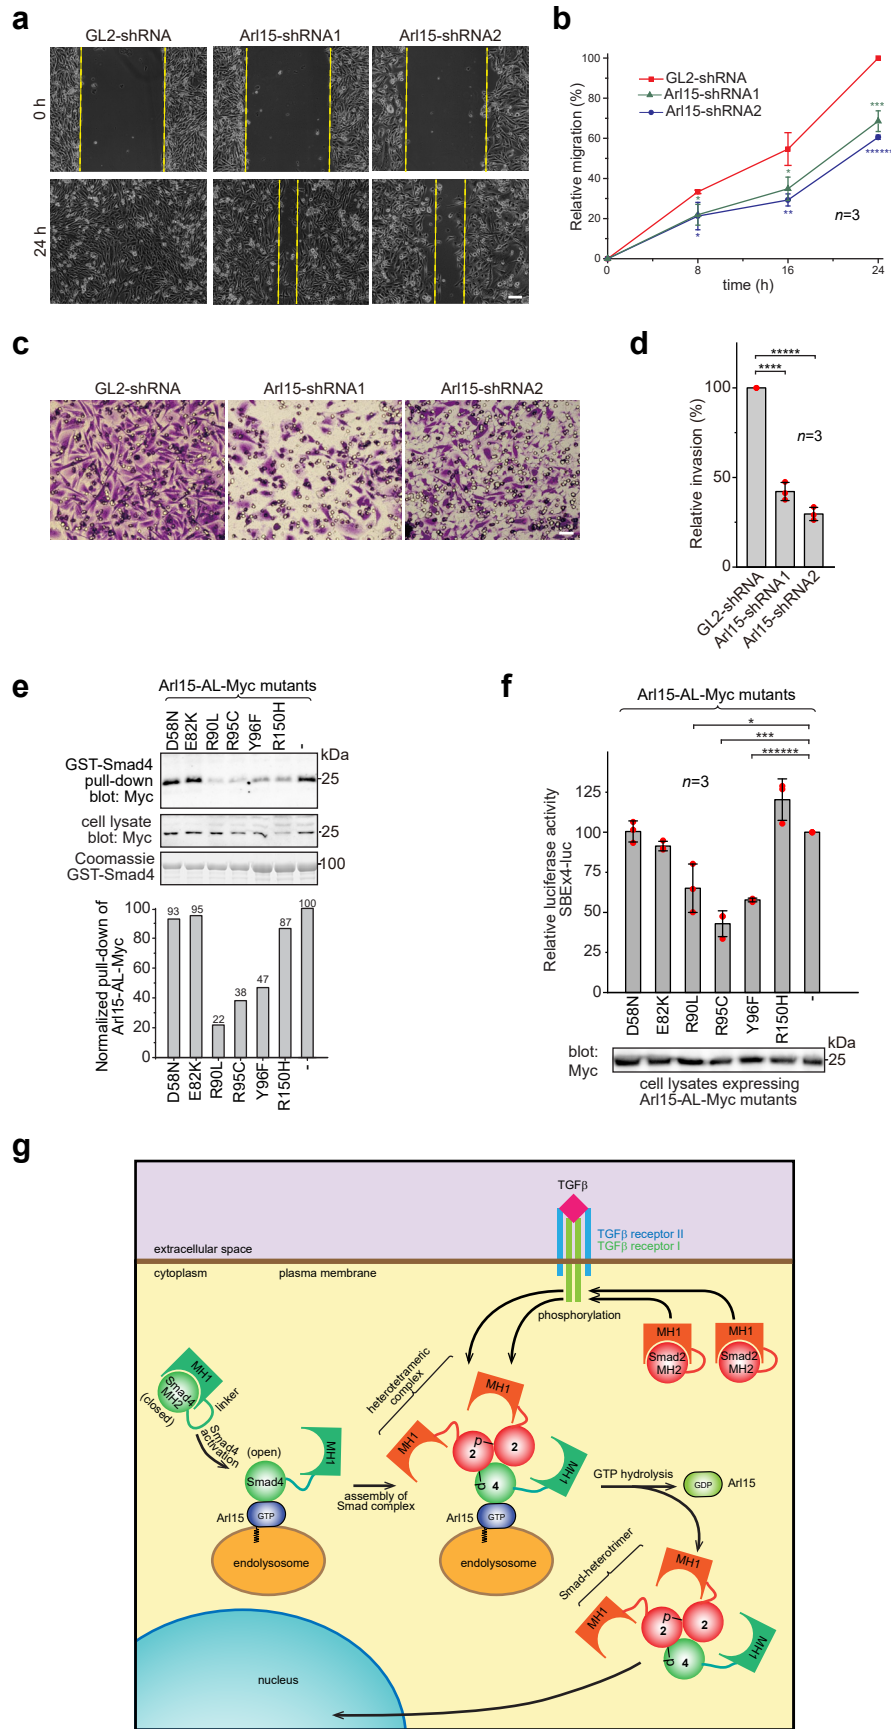 a
GL2-shRNA
Arl15-shRNA1
Arl15-shRNA2
0 h
24 h
b
Relative migration (%)
100
80
60
40
20
0
GL2-shRNA
Arl15-shRNA1
Arl15-shRNA2
*
*
*
**
***
******
n=3
0
8
16
24
time (h)
c
GL2-shRNA
Arl15-shRNA1
Arl15-shRNA2
d
Relative invasion (%)
100
50
0
*****
****
n=3
GL2-shRNA
Arl15-shRNA1
Arl15-shRNA2
e
Arl15-AL-Myc mutants
D58N
E82K
R90L
R95C
Y96F
R150H
-
kDa
GST-Smad4
pull-down
blot: Myc
25
cell lysate
blot: Myc
25
Coomassie
GST-Smad4
100
Normalized pull-down of
Arl15-AL-Myc
100
80
60
40
20
0
93
95
22
38
47
87
100
D58N
E82K
R90L
R95C
Y96F
R150H
-
f
Arl15-AL-Myc mutants
*
***
******
n=3
Relative luciferase activity
SBEx4-luc
125
100
75
50
25
0
D58N
E82K
R90L
R95C
Y96F
R150H
-
kDa
blot:
Myc
25
cell lysates expressing
Arl15-AL-Myc mutants
g
TGFβ
TGFβ receptor II
TGFβ receptor I
extracellular space
cytoplasm
plasma membrane
phosphorylation
MH1
Smad2
MH2
MH1
Smad2
MH2
heterotetrameric
complex
MH1
Smad4
MH2
(closed)
linker
Smad4
activation
(open)
MH1
Smad4
Arl15
GTP
endolysosome
assembly of
Smad complex
MH1
MH1
2
p
2
p
4
MH1
Arl15
GTP
endolysosome
GTP hydrolysis
GDP
Arl15
Smad-heterotrimer
MH1
MH1
2
p
2
p
4
MH1
nucleus